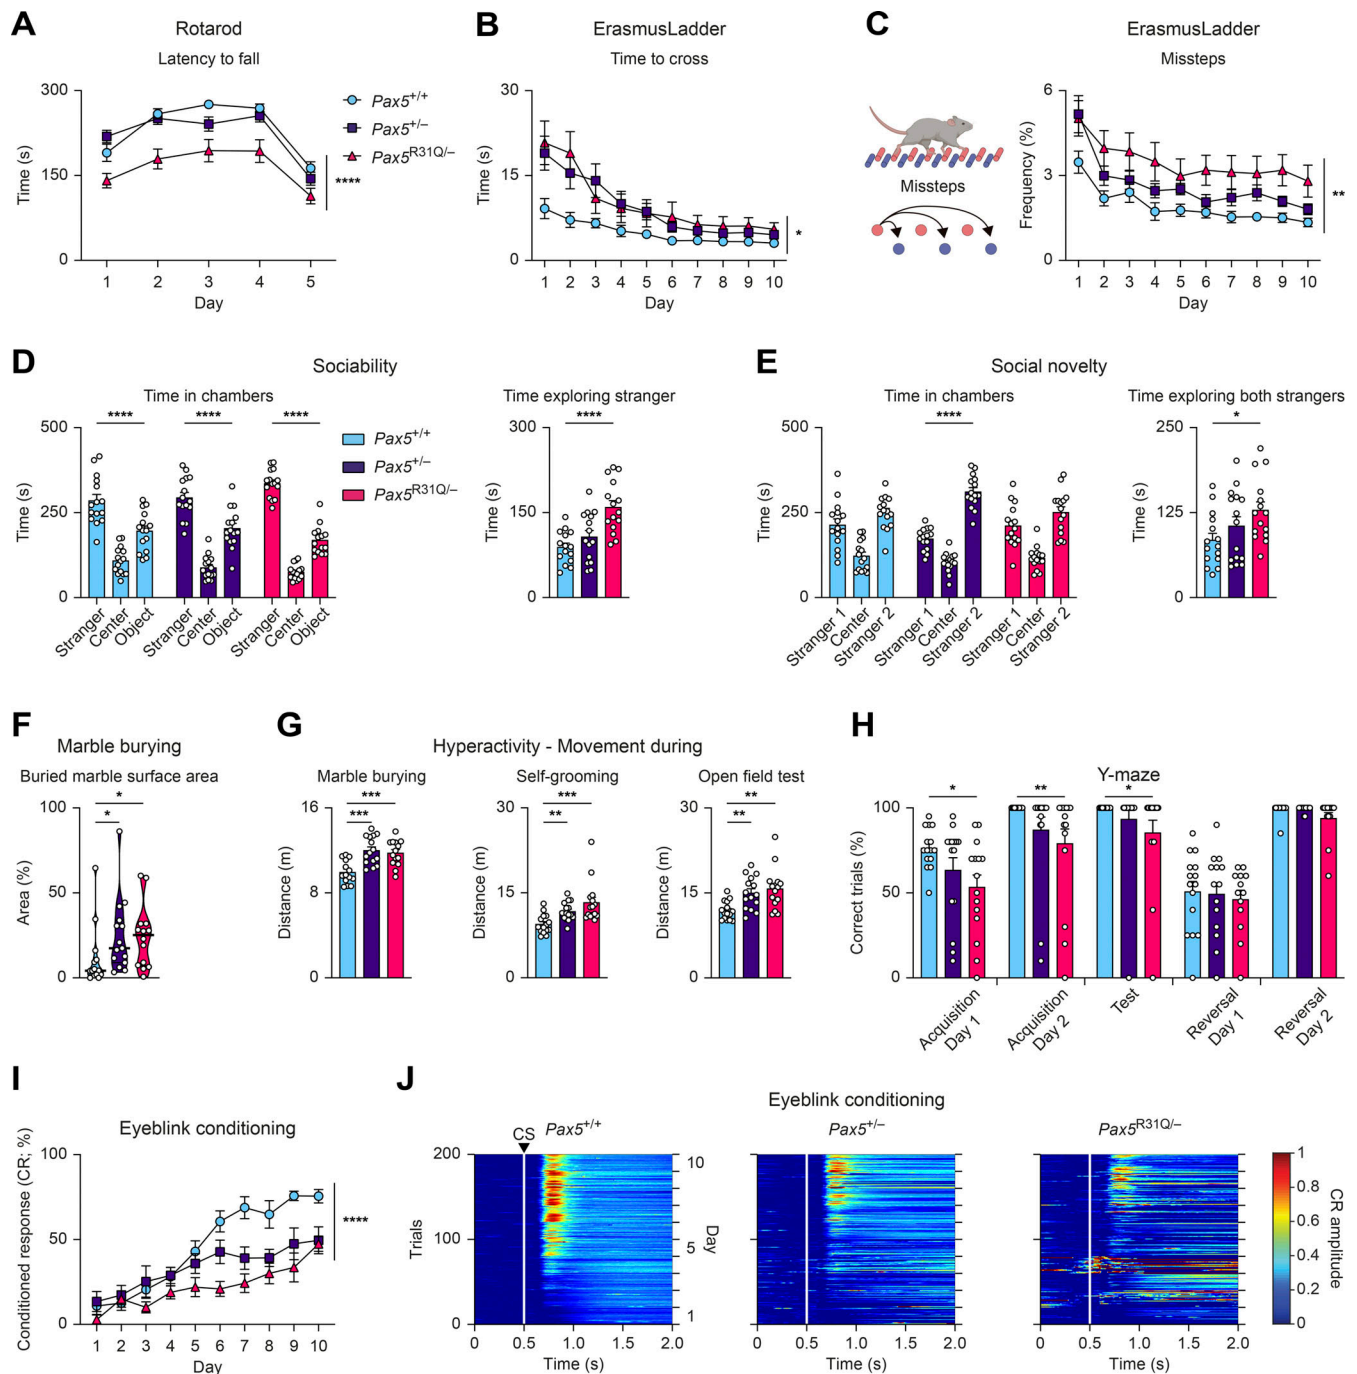 A
Rotarod
Latency to fall
300
150
0
Time (s)
1 2 3 4 5
Day
****
Pax5+/+
Pax5+/–
Pax5R31Q/–
B
ErasmusLadder
Time to cross
30
15
0
Time (s)
1 2 3 4 5 6 7 8 9 10
Day
*
C
ErasmusLadder
Missteps
Missteps
6
3
0
Frequency (%)
1 2 3 4 5 6 7 8 9 10
Day
**
D
Sociability
Time in chambers
**** **** ****
500
250
0
Time (s)
Stranger Center Object Stranger Center Object Stranger Center Object
Pax5+/+
Pax5+/–
Pax5R31Q/–
Time exploring stranger
****
300
150
0
Time (s)
E
Social novelty
Time in chambers
****
500
250
0
Time (s)
Stranger 1 Center Stranger 2 Stranger 1 Center Stranger 2 Stranger 1 Center Stranger 2
Time exploring both strangers
*
250
125
0
Time (s)
F
Marble burying
Buried marble surface area
*
*
100
50
0
Area (%)
G
Hyperactivity - Movement during
Marble burying
***
***
16
8
0
Distance (m)
Self-grooming
***
**
30
15
0
Distance (m)
Open field test
**
**
30
15
0
Distance (m)
H
Y-maze
* ** *
100
50
0
Correct trials (%)
Acquisition
Day 1
Acquisition
Day 2
Test
Reversal
Day 1
Reversal
Day 2
I
Eyeblink conditioning
100
50
0
Conditioned response (CR; %)
1 2 3 4 5 6 7 8 9 10
Day
****
J
Eyeblink conditioning
CS
Pax5+/+
Pax5+/–
Pax5R31Q/–
200
100
0
Trials
10
5
1
Day
0 0.5 1.0 1.5 2.0
Time (s)
0 0.5 1.0 1.5 2.0
Time (s)
0 0.5 1.0 1.5 2.0
Time (s)
1
0.8
0.6
0.4
0.2
0
CR amplitude